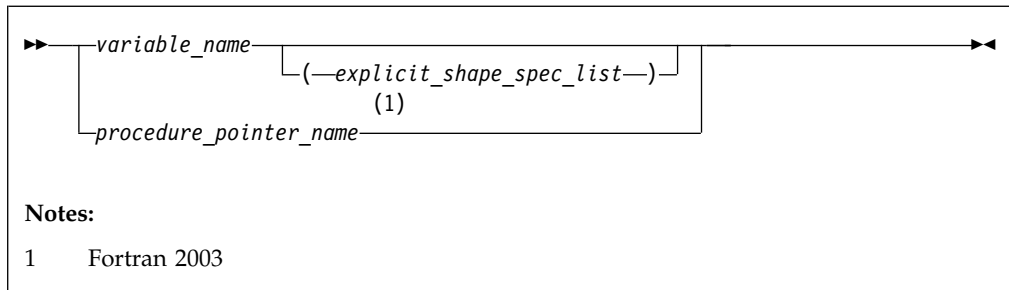 variable_name
(explicit_shape_spec_list)
(1)
procedure_pointer_name
Notes:
1 Fortran 2003